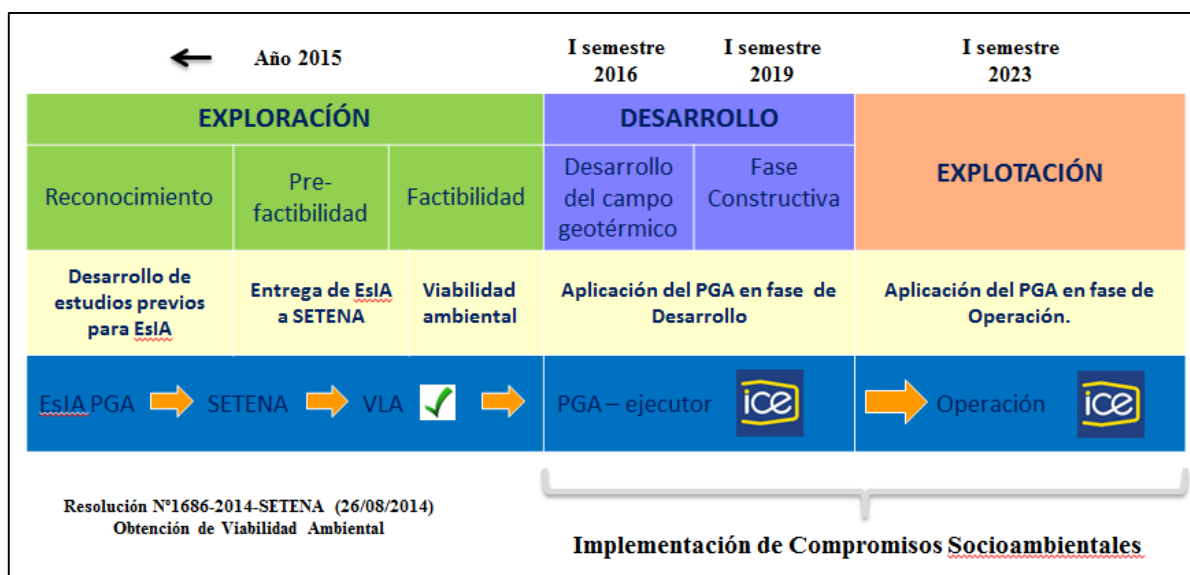 Año 2015
I semestre
2016
I semestre
2019
I semestre
2023
EXPLORACÍÓN
DESARROLLO
EXPLOTACIÓN
Reconocimiento
Pre-
factibilidad
Factibilidad
Desarrollo
del campo
geotérmico
Fase
Constructiva
Desarrollo de
estudios previos
para EsIA
Entrega de EsIA
a SETENA
Viabilidad
ambiental
Aplicación del PGA en fase de
Desarrollo
Aplicación del PGA en fase de
Operación.
EsIA PGA
SETENA
VLA
PGA – ejecutor
ice
Operación
ice
Resolución Nº1686-2014-SETENA (26/08/2014)
Obtención de Viabilidad Ambiental
Implementación de Compromisos Socioambientales